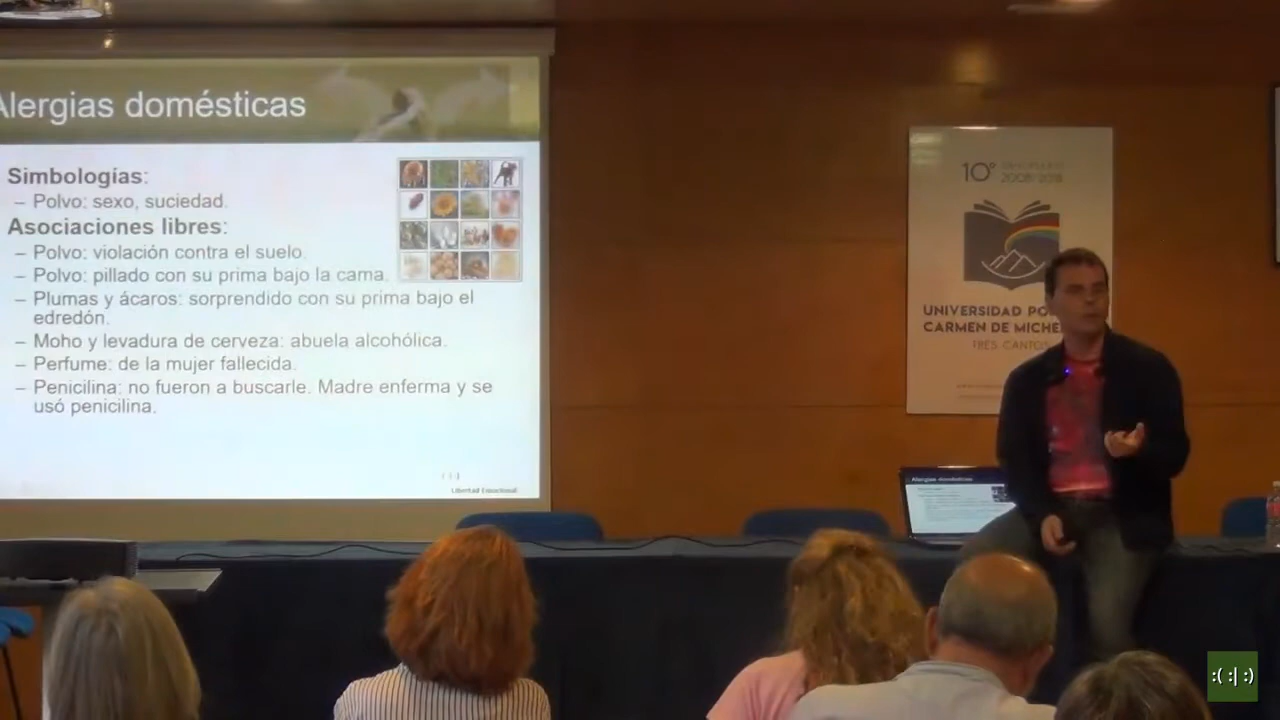 Alergias domésticas
Simbologías:
– Polvo: sexo, suciedad.
Asociaciones libres:
– Polvo: violación contra el suelo.
– Polvo: pillado con su prima bajo la cama.
– Plumas y ácaros: sorprendido con su prima bajo el
edredón.
– Moho y levadura de cerveza: abuela alcohólica.
– Perfume: de la mujer fallecida.
– Penicilina: no fueron a buscarle. Madre enferma y se
usó penicilina.
Libertad Emocional
10º
UNIVERSIDAD PO
CARMEN DE MICHE
TRES CANTOS
Alergias domésticas
:( :| :)